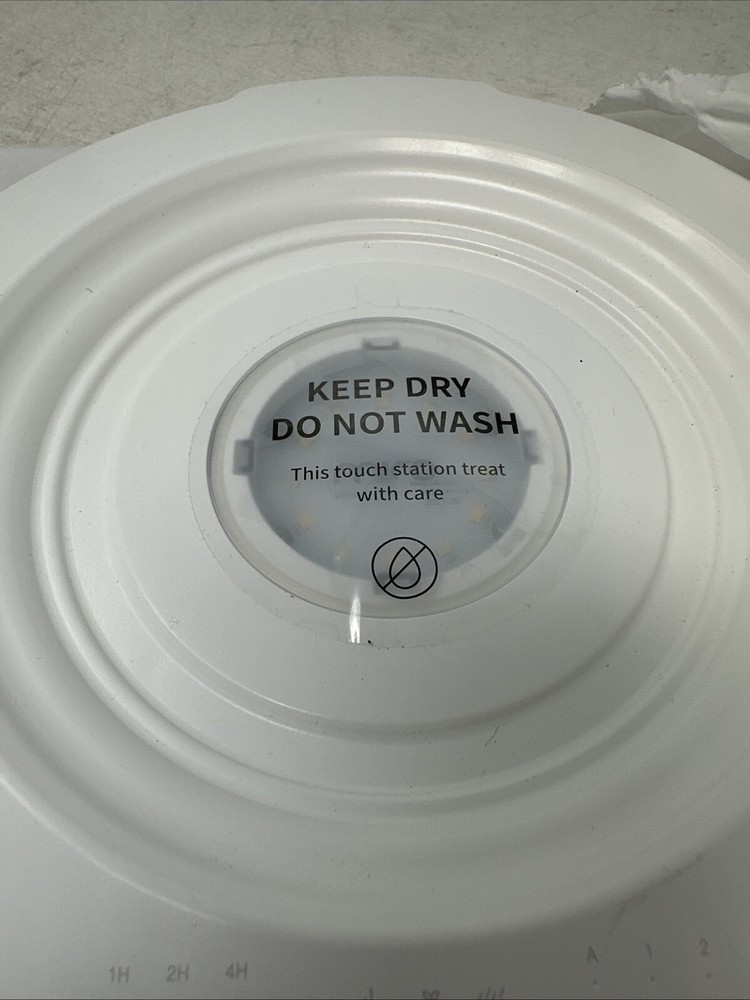 KEEP DRY
DO NOT WASH
This touch station treat
with care
1H 2H 4H
A 1 2